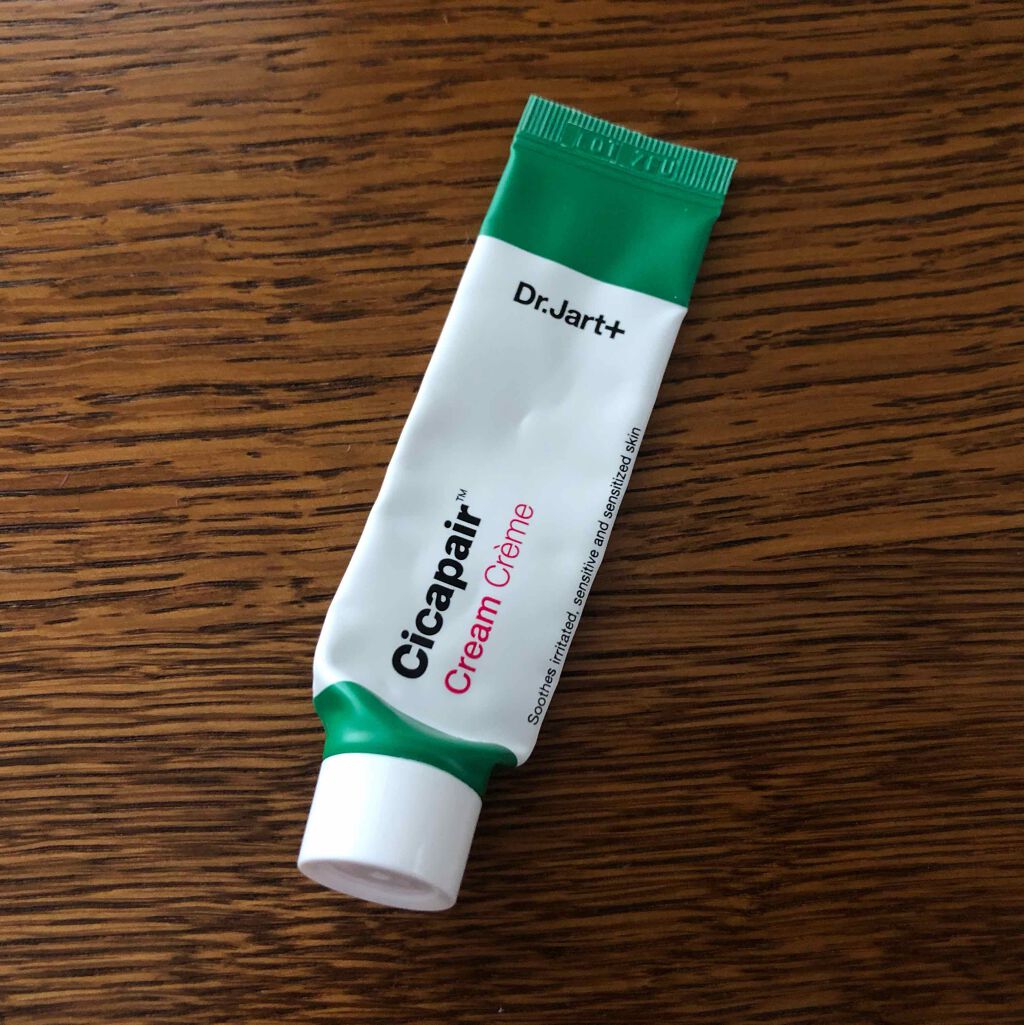 Dr.Jart+
Cicapair™
Cream Crème
Soothes irritated, sensitive and sensitized skin